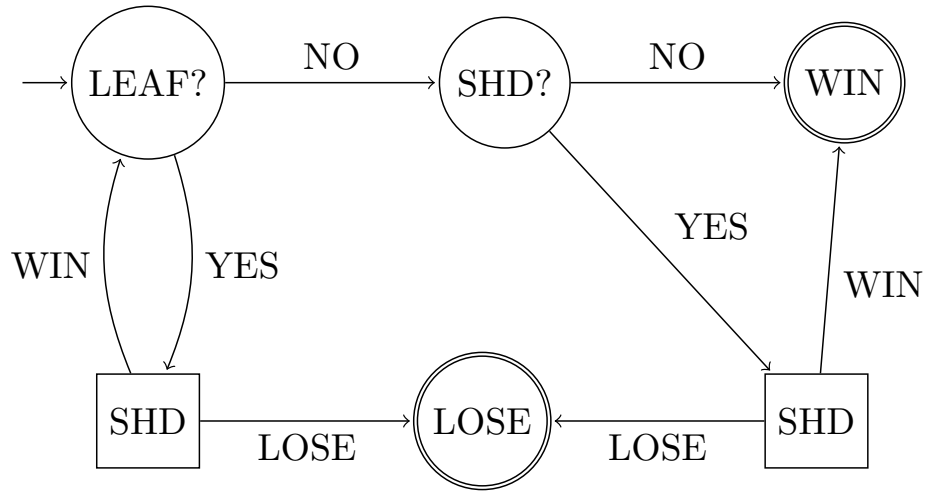 NO
NO
LEAF?
SHD?
WIN
YES
WIN
YES
WIN
SHD
LOSE
SHD
LOSE
LOSE